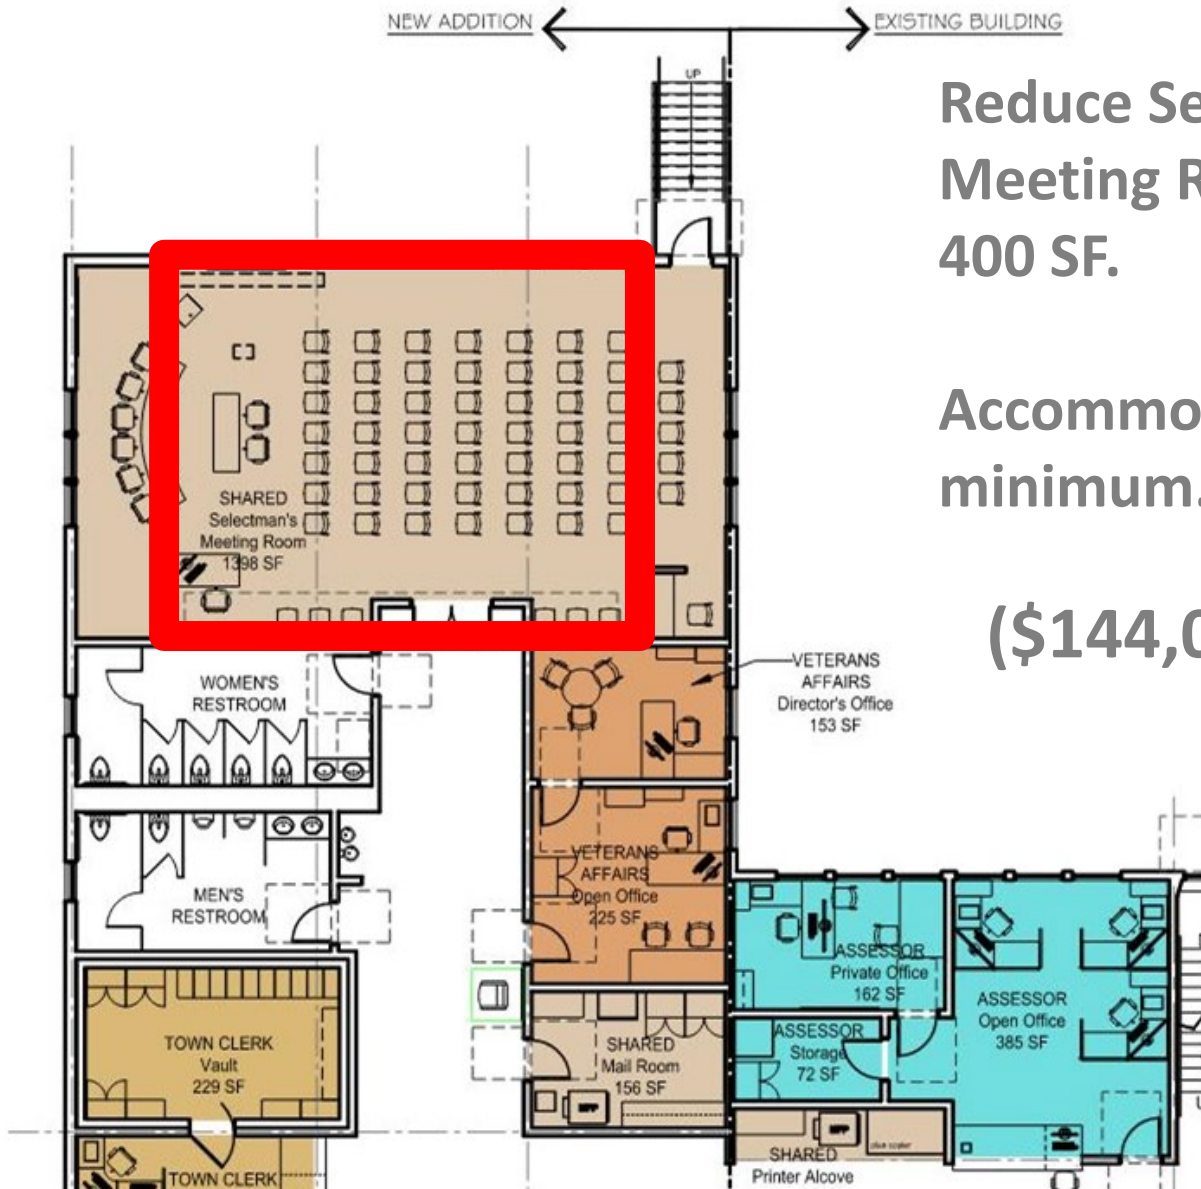 NEW ADDITION
EXISTING BUILDING
UP
Reduce Se
Meeting R
400 SF.
Accommo
minimum.
($144,0
SHARED
Selectman's
Meeting Room
1398 SF
WOMEN'S
RESTROOM
VETERANS
AFFAIRS
Director's Office
153 SF
VETERANS
AFFAIRS
Open Office
225 SF
MEN'S
RESTROOM
ASSESSOR
Private Office
162 SF
ASSESSOR
Open Office
385 SF
TOWN CLERK
Vault
229 SF
SHARED
Mail Room
156 SF
ASSESSOR
Storage
72 SF
SHARED
Printer Alcove
TOWN CLERK